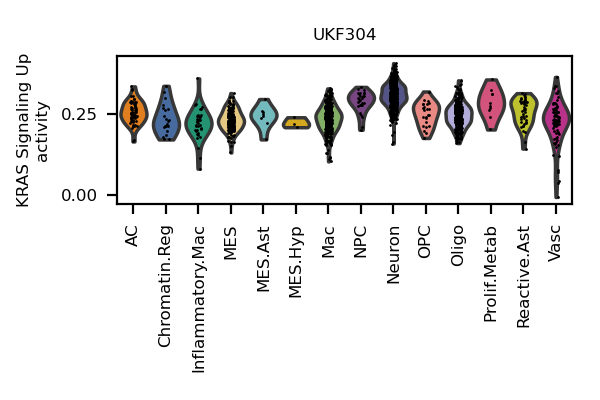 UKF304
KRAS Signaling Up
activity
0.25
0.00
AC
Chromatin.Reg
Inflammatory.Mac
MES
MES.Ast
MES.Hyp
Mac
NPC
Neuron
OPC
Oligo
Prolif.Metab
Reactive.Ast
Vasc